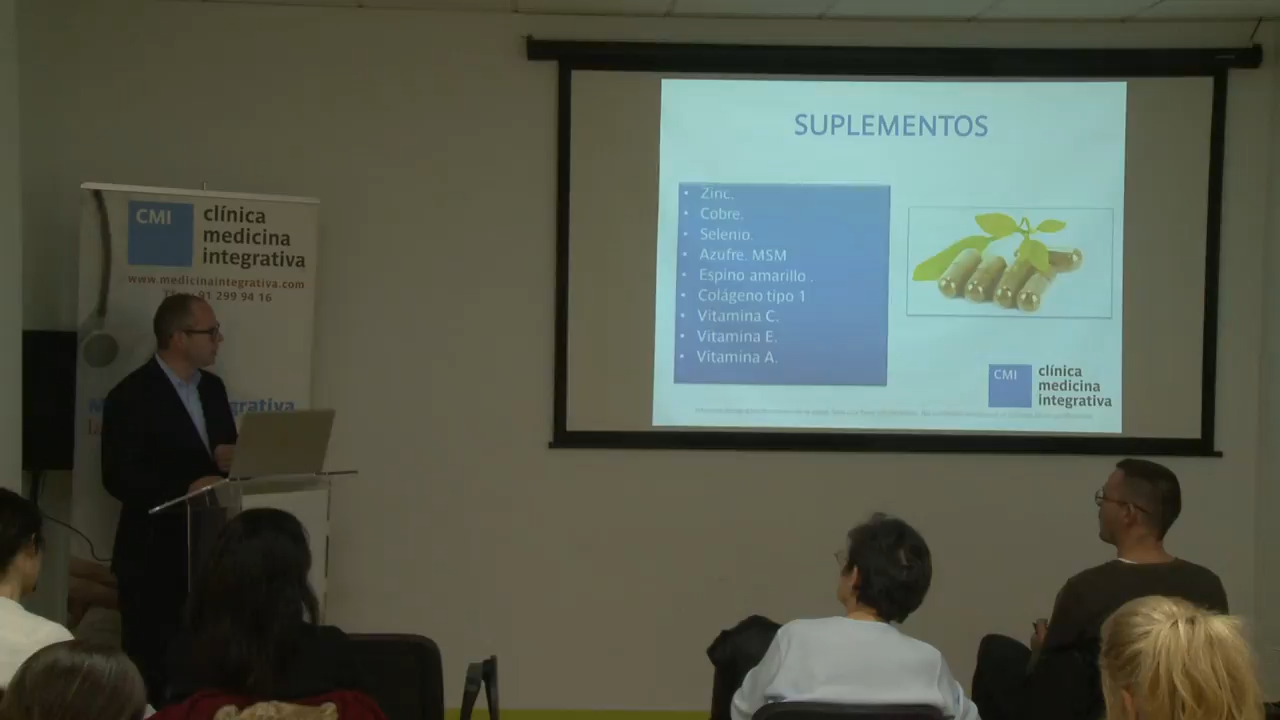 SUPLEMENTOS
• Zinc.
• Cobre.
• Selenio.
• Azufre. MSM
• Espino amarillo .
• Colágeno tipo 1
• Vitamina C.
• Vitamina E.
• Vitamina A.
CMI
clínica
medicina
integrativa
CMI
clínica
medicina
integrativa
www.medicinaintegrativa.com
91 299 94 16
grativa